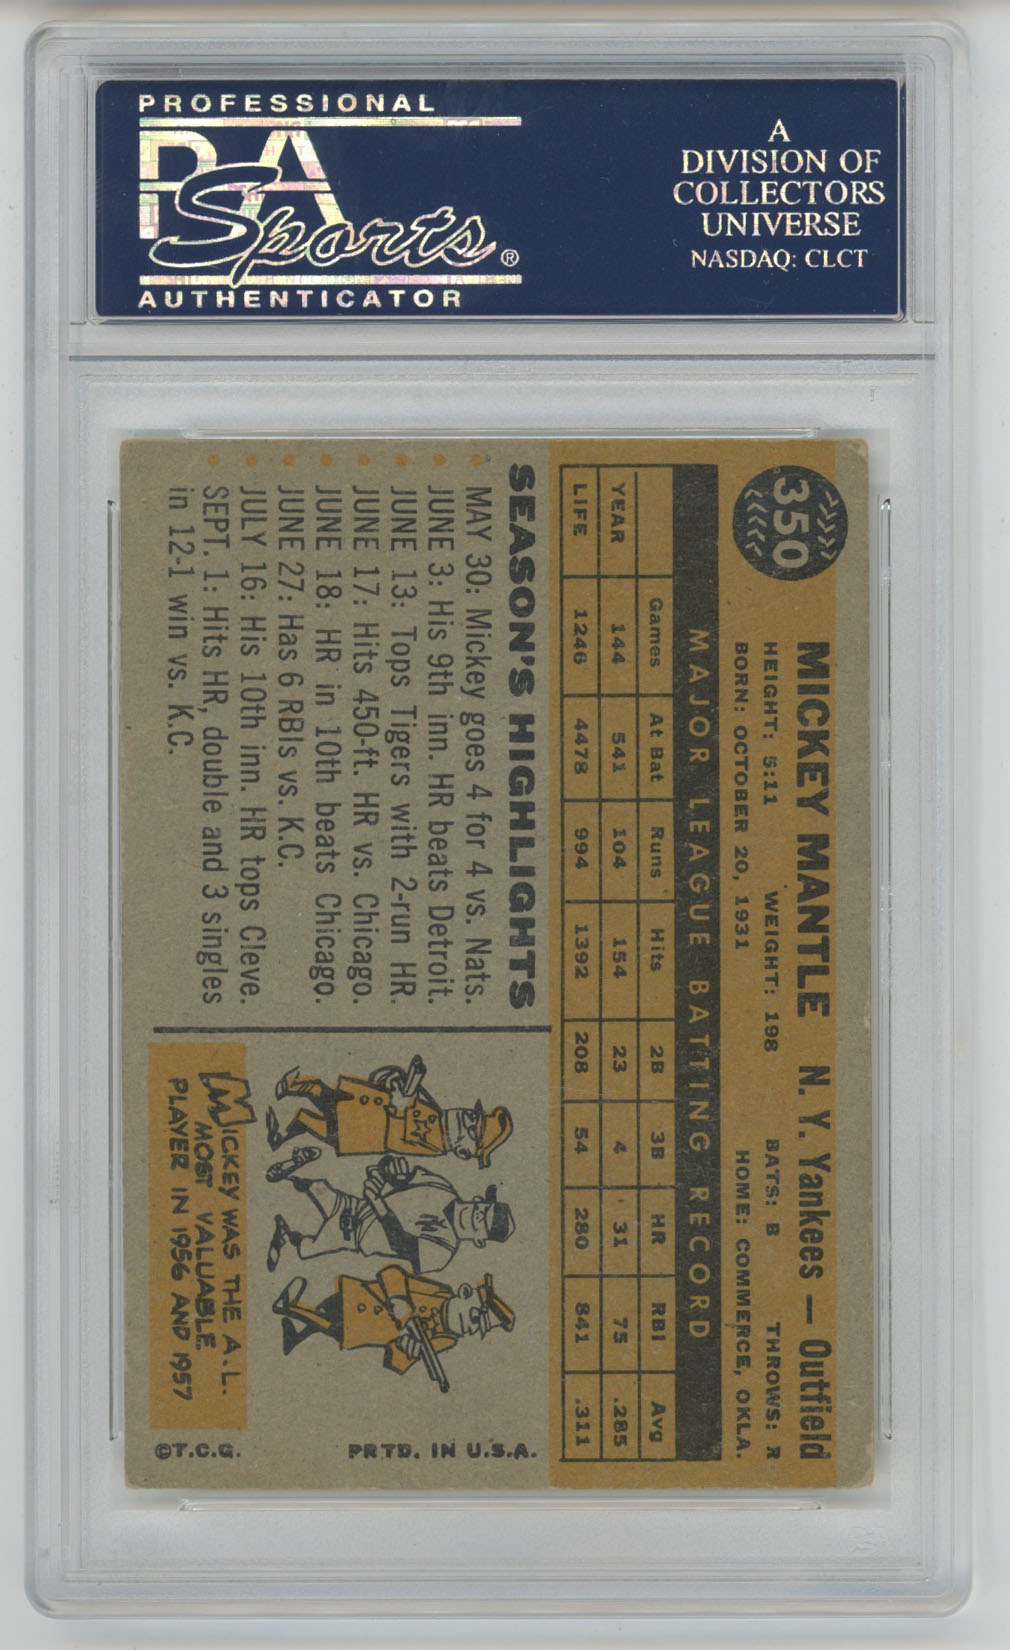 PROFESSIONAL
PSA
Sports®
AUTHENTICATOR
A
DIVISION OF
COLLECTORS
UNIVERSE
NASDAQ: CLCT
350
MICKEY MANTLE N. Y. Yankees — Outfield
HEIGHT: 5:11 WEIGHT: 198 BATS: B THROWS: R
BORN: OCTOBER 20, 1931 HOME: COMMERCE, OKLA.
MAJOR LEAGUE BATTING RECORD
Games At Bat Runs Hits 2B 3B HR RBI Avg
YEAR 144 541 104 154 23 4 31 75 .285
LIFE 1246 4478 994 1392 208 54 280 841 .311
SEASON'S HIGHLIGHTS
MAY 30: Mickey goes 4 for 4 vs. Nats.
JUNE 3: His 9th inn. HR beats Detroit.
JUNE 13: Tops Tigers with 2-run HR.
JUNE 17: Hits 450-ft. HR vs. Chicago.
JUNE 18: HR in 10th beats Chicago.
JUNE 27: Has 6 RBIs vs. K.C.
JULY 16: His 10th inn. HR tops Cleve.
SEPT. 1: Hits HR, double and 3 singles
in 12-1 win vs. K.C.
NY
MICKEY WAS THE A.L.
MOST VALUABLE
PLAYER IN 1956 AND 1957
©T.C.G. PRTD. IN U.S.A.